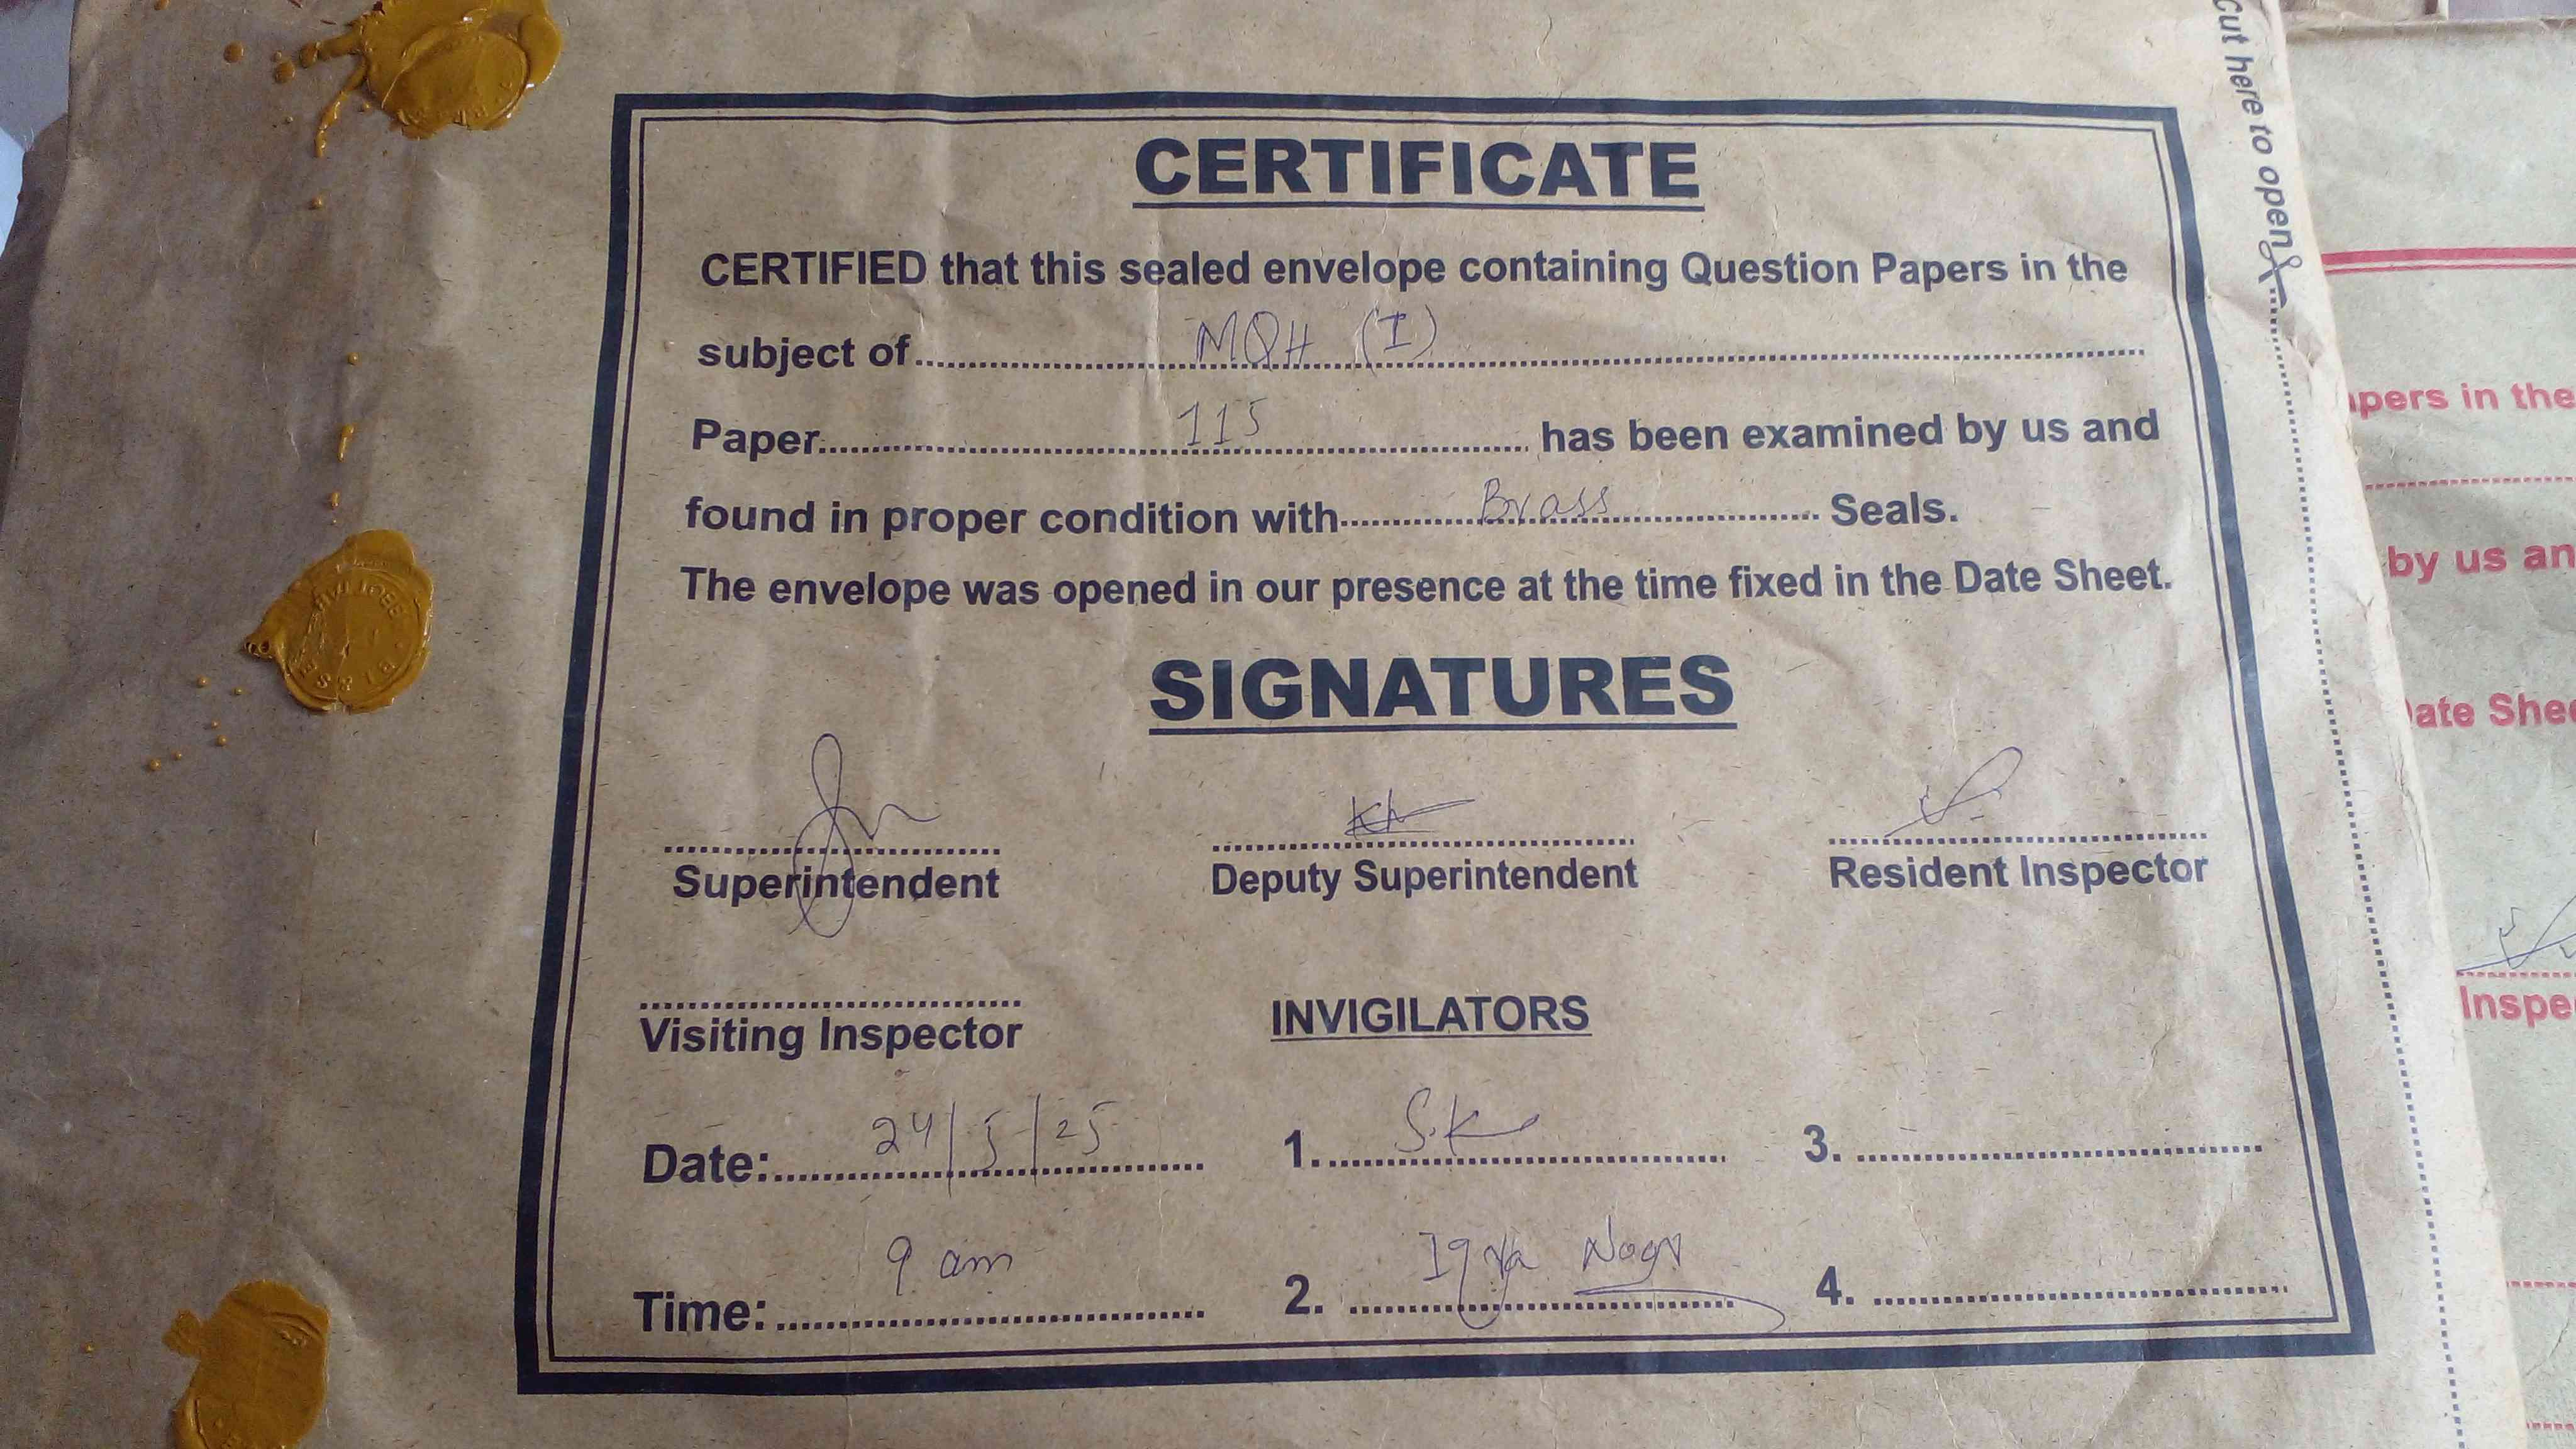 CERTIFICATE
CERTIFIED that this sealed envelope containing Question Papers in the
subject of MQH (I)
Paper 115 has been examined by us and
found in proper condition with Brass Seals.
The envelope was opened in our presence at the time fixed in the Date Sheet.
SIGNATURES
Superintendent
Deputy Superintendent
Resident Inspector
Visiting Inspector
INVIGILATORS
Date: 24/5/25
1. S.K
3.
Time: 9 am
2.
4.
Cut here to open
pers in the
by us an
ate Shee
Inspe